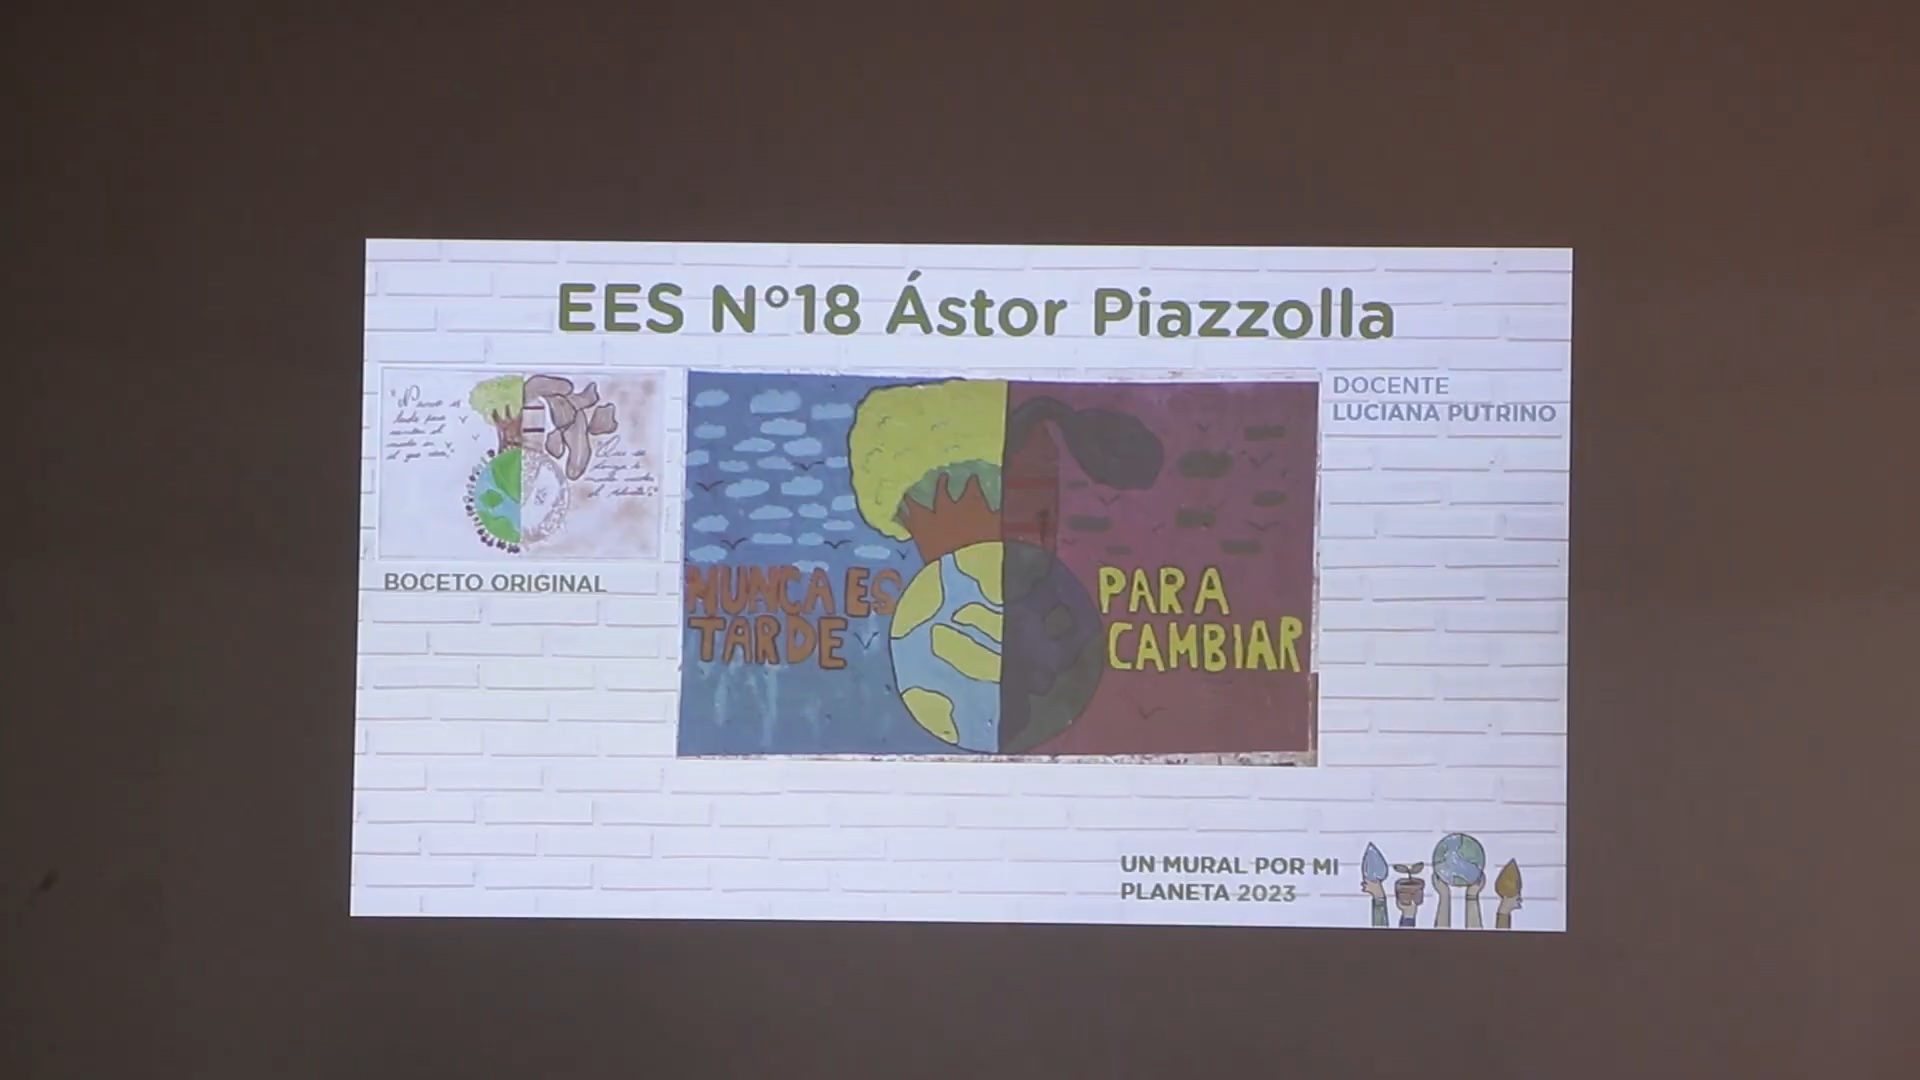 EES N°18 Ástor Piazzolla
DOCENTE
LUCIANA PUTRINO
BOCETO ORIGINAL
NUNCA ES
TARDE
PARA
CAMBIAR
UN MURAL POR MI
PLANETA 2023